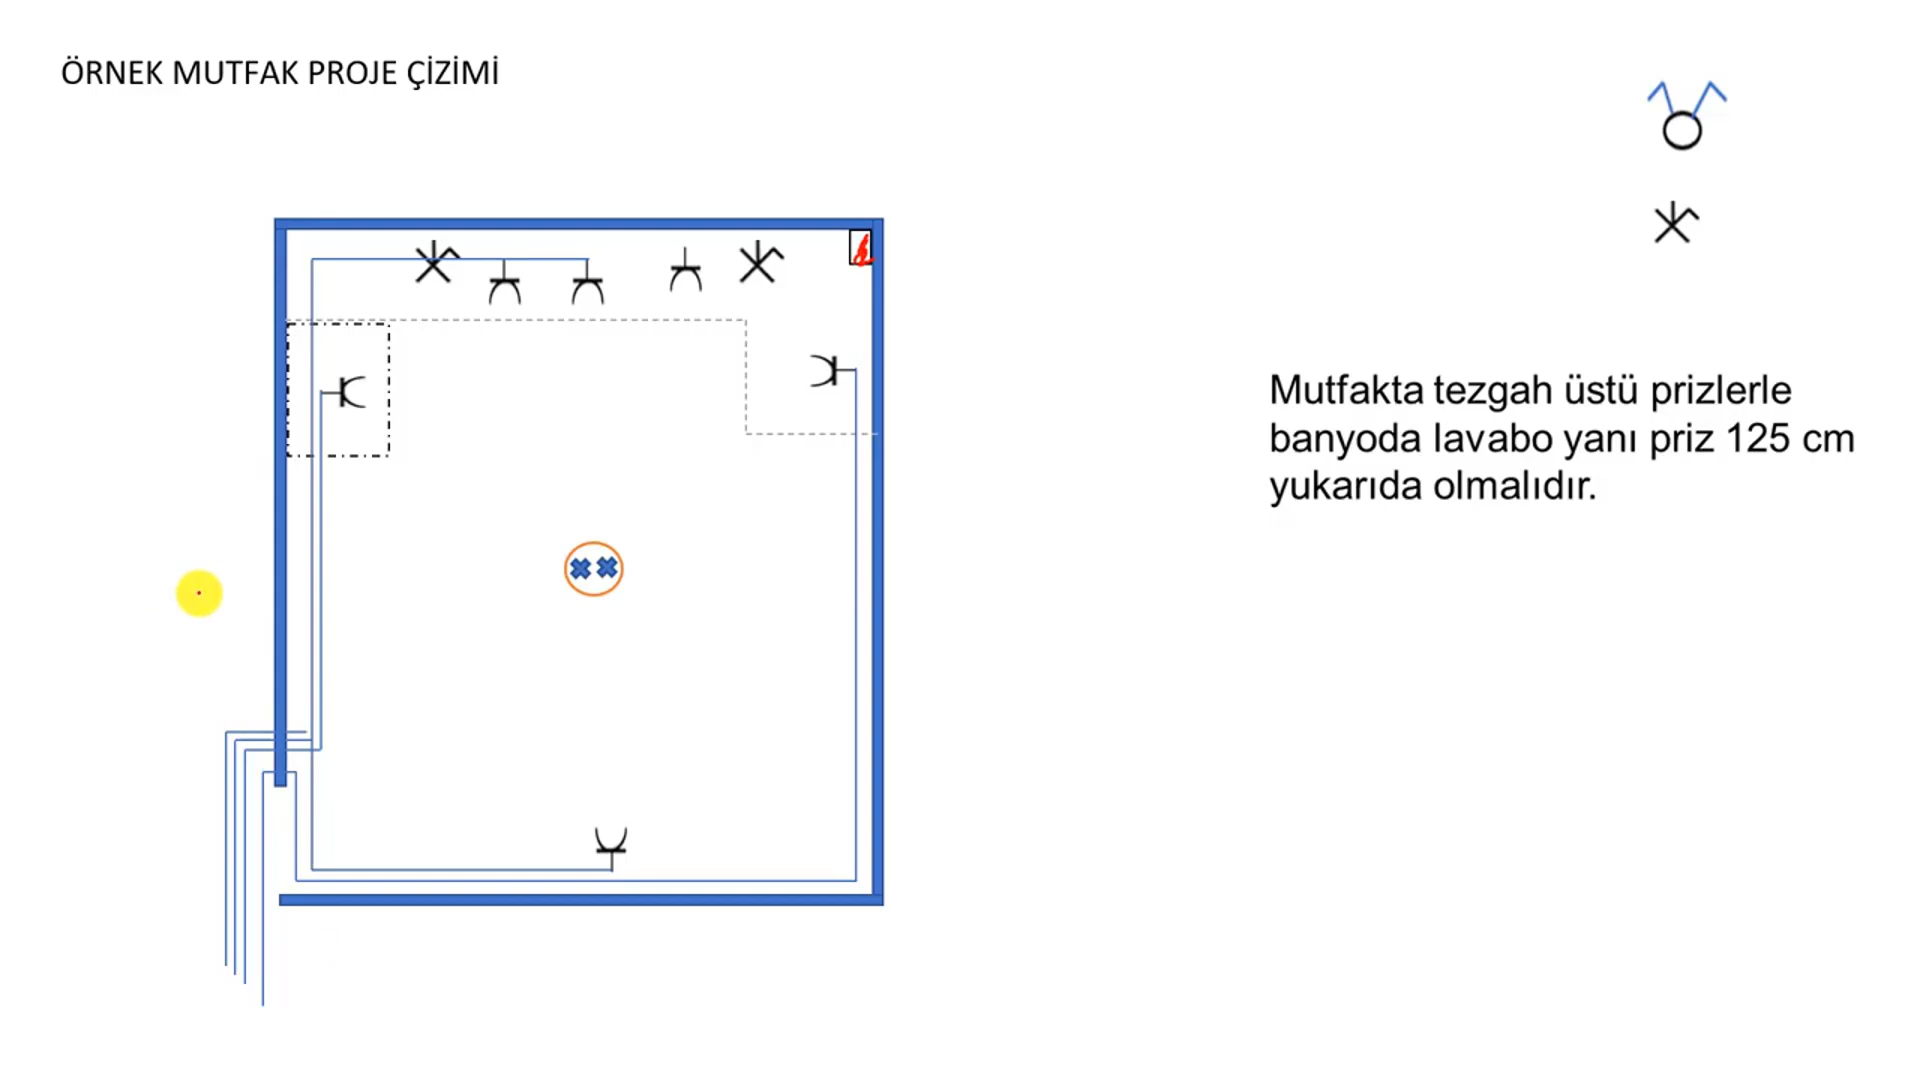 ÖRNEK MUTFAK PROJE ÇİZİMİ
Mutfakta tezgah üstü prizlerle
banyoda lavabo yanı priz 125 cm
yukarıda olmalıdır.